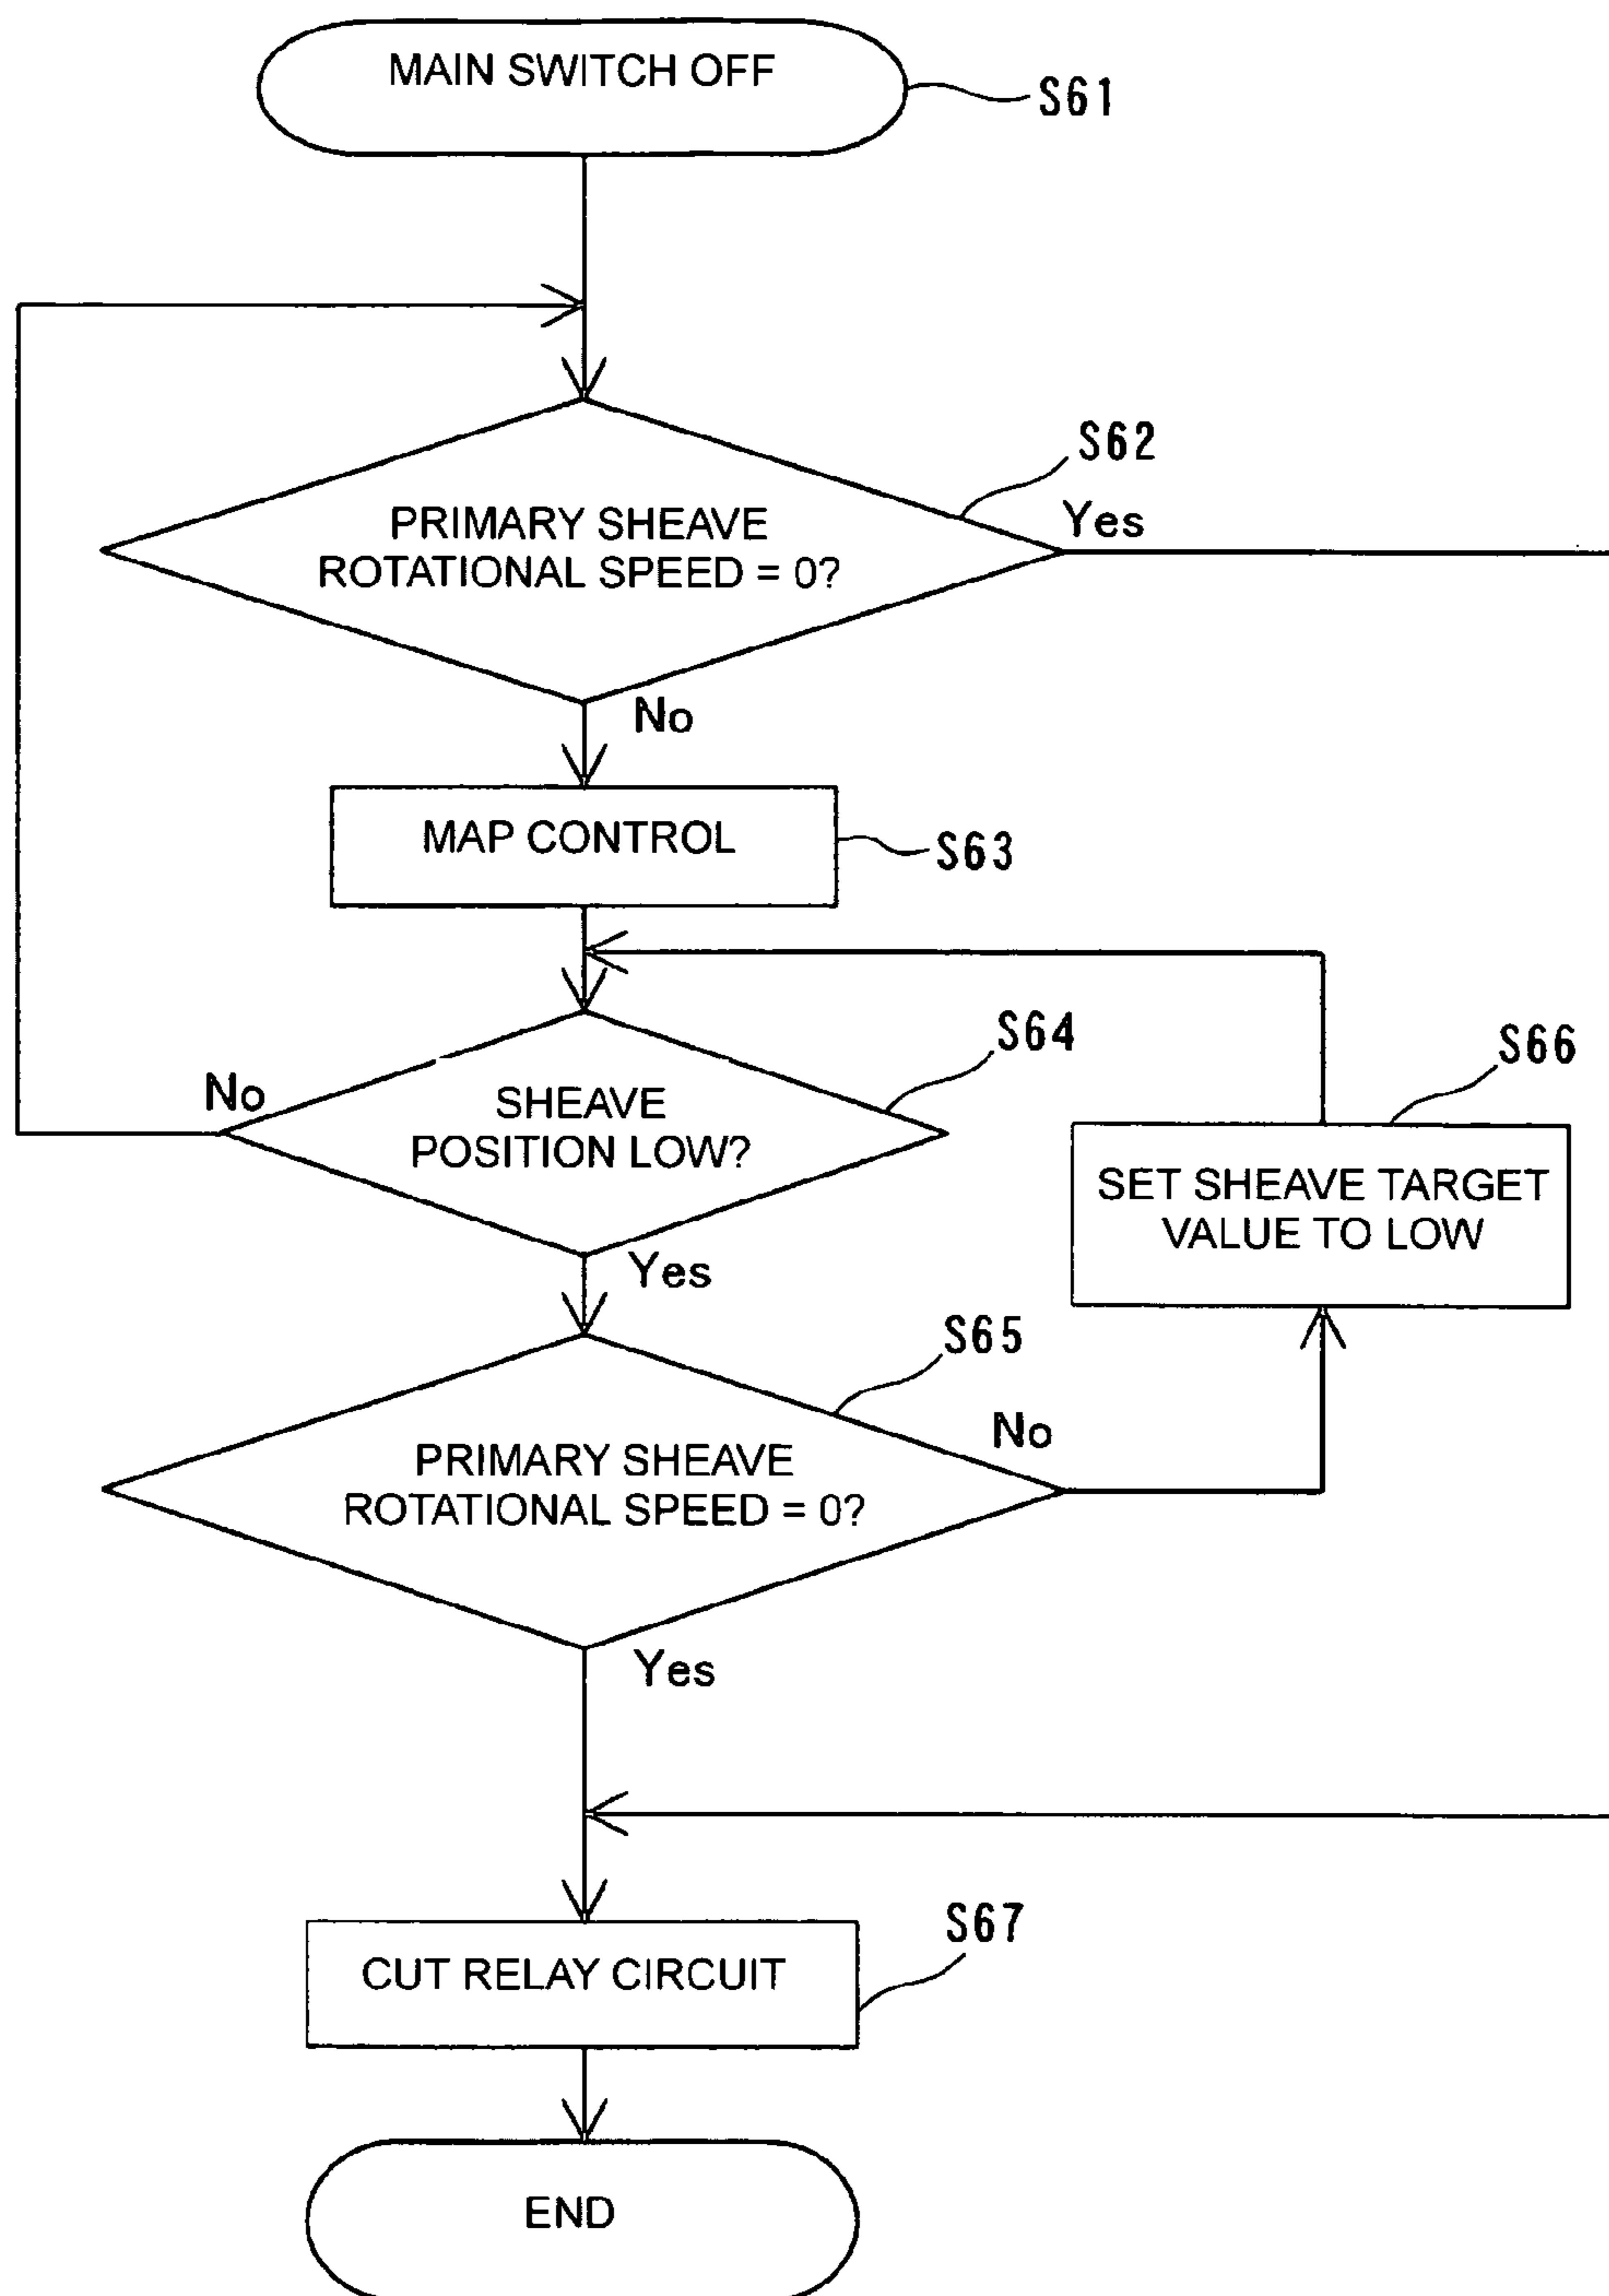 MAIN SWITCH OFF
S61
S62
PRIMARY SHEAVE
ROTATIONAL SPEED = 0?
Yes
No
MAP CONTROL
S63
S64
No
SHEAVE
POSITION LOW?
S66
SET SHEAVE TARGET
VALUE TO LOW
Yes
S65
No
PRIMARY SHEAVE
ROTATIONAL SPEED = 0?
Yes
S67
CUT RELAY CIRCUIT
END